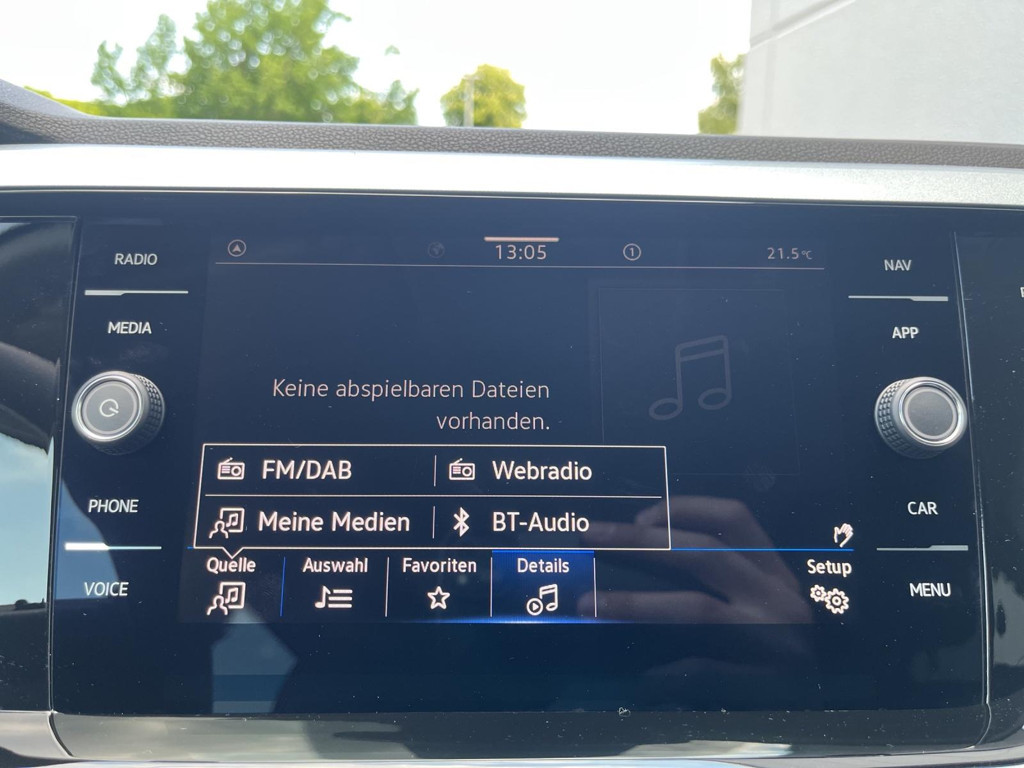 RADIO
MEDIA
PHONE
VOICE
13:05
1
21.5°C
Keine abspielbaren Dateien
vorhanden.
FM/DAB
Webradio
Meine Medien
BT-Audio
Quelle
Auswahl
Favoriten
Details
Setup
NAV
APP
CAR
MENU